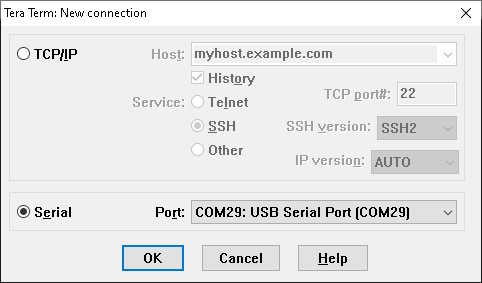 Tera Term: New connection
TCP/IP
Host: myhost.example.com
History
Service: Telnet
TCP port#: 22
SSH
SSH version: SSH2
Other
IP version: AUTO
Serial
Port: COM29: USB Serial Port (COM29)
OK Cancel Help